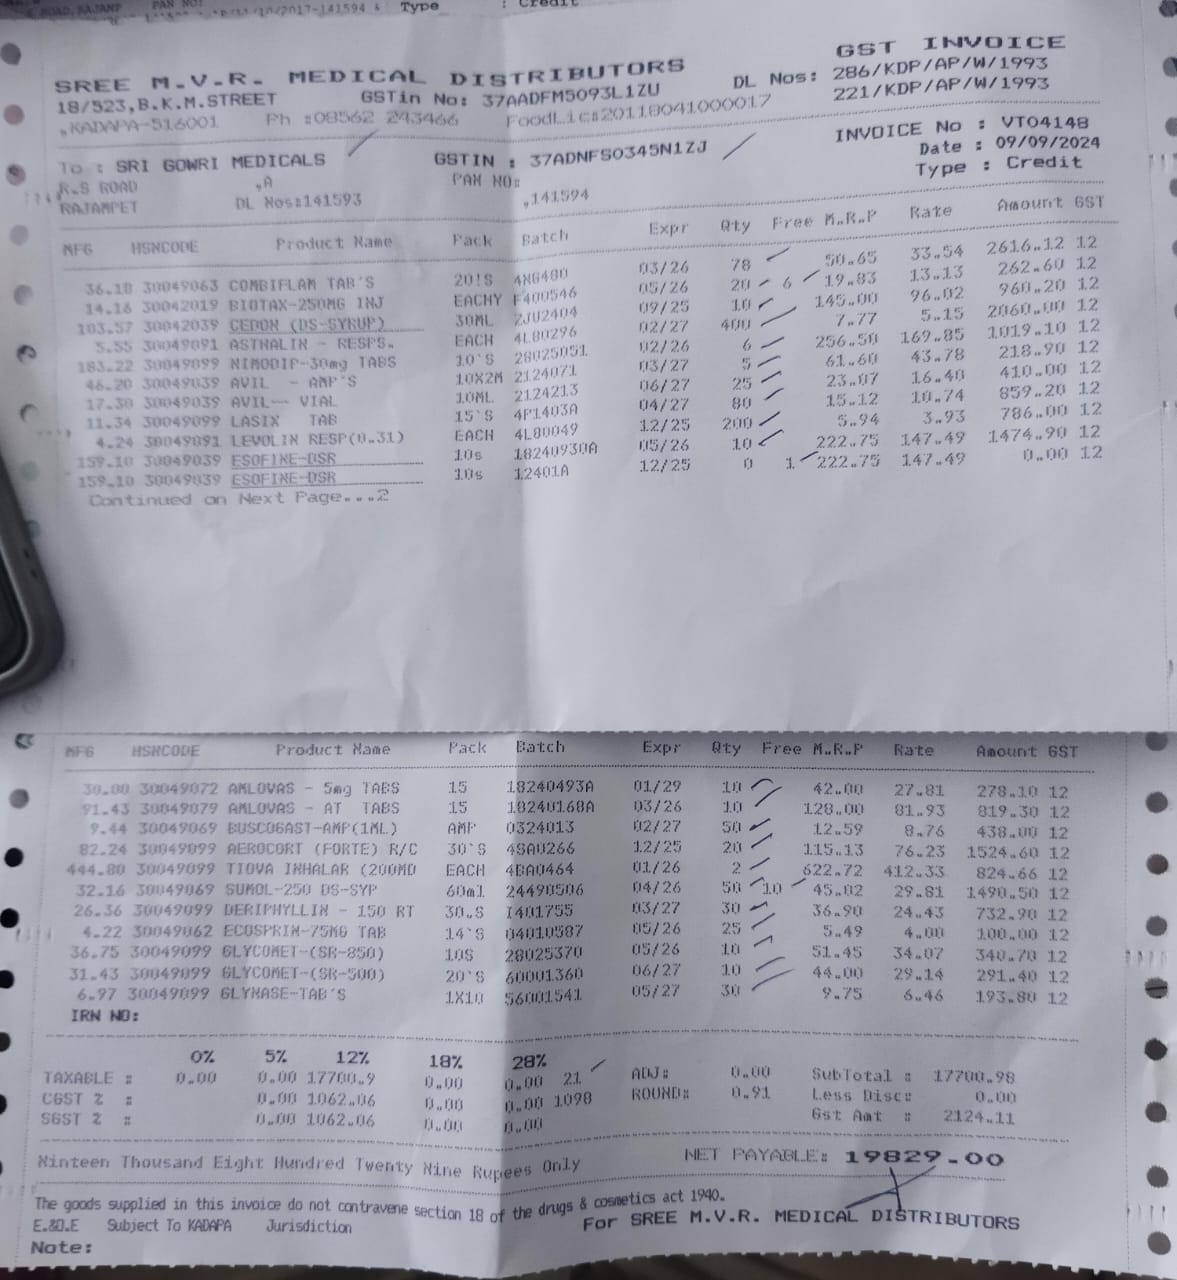 10/2017-141594 & Type : Credit
GST INVOICE
SREE M.V.R. MEDICAL DISTRIBUTORS DL Nos: 286/KDP/AP/W/1993
18/523,B.K.M.STREET GSTin No: 37AADFM5093L1ZU 221/KDP/AP/W/1993
,KADAPA-516001 Ph :08562 243466 FoodLic:20118041000017
INVOICE No : VT04148
To : SRI GOWRI MEDICALS GSTIN : 37ADNFS0345N1ZJ Date : 09/09/2024
R.S ROAD ,A PAN NO: Type : Credit
RAJAMPET DL Nos:141593 ,141594
MFG HSNCODE Product Name Pack Batch Expr Qty Free M.R.P Rate Amount GST
36.18 30049063 COMBIFLAM TAB'S 20!S 4NG480 03/26 78 50.65 33.54 2616.12 12
14.16 30042019 BIOTAX-250MG INJ EACHY F400546 05/26 20 6 19.83 13.13 262.60 12
103.57 30042039 CEDON (DS-SYRUP) 30ML ZJU2404 09/25 10 145.00 96.02 960.20 12
5.55 30049091 ASTHALIN - RESPS. EACH 4L80296 02/27 400 7.77 5.15 2060.00 12
183.22 30049099 NIMODIP-30mg TABS 10'S 28025051 02/26 6 256.50 169.85 1019.10 12
46.20 30049039 AVIL - AMP'S 10X2M 2124071 03/27 5 61.60 43.78 218.90 12
17.30 30049039 AVIL-- VIAL 10ML 2124213 06/27 25 23.07 16.40 410.00 12
11.34 30049099 LASIX TAB 15'S 4P1403A 04/27 80 15.12 10.74 859.20 12
4.24 30049091 LEVOLIN RESP(0.31) EACH 4L80049 12/25 200 5.94 3.93 786.00 12
159.10 30049039 ESOFINE-DSR 10s 18240930A 05/26 10 222.75 147.49 1474.90 12
159.10 30049039 ESOFINE-DSR 10s 12401A 12/25 0 1 222.75 147.49 0.00 12
Continued on Next Page...2
MFG HSNCODE Product Name Pack Batch Expr Qty Free M.R.P Rate Amount GST
30.00 30049072 AMLOVAS - 5mg TABS 15 18240493A 01/29 10 42.00 27.81 278.10 12
91.43 30049079 AMLOVAS - AT TABS 15 18240168A 03/26 10 128.00 81.93 819.30 12
9.44 30049069 BUSCOGAST-AMP(1ML) AMP 0324013 02/27 50 12.59 8.76 438.00 12
82.24 30049099 AEROCORT (FORTE) R/C 30'S 4SA0266 12/25 20 115.13 76.23 1524.60 12
444.80 30049099 TIOVA INHALAR (200MD EACH 4BA0464 01/26 2 622.72 412.33 824.66 12
32.16 30049069 SUMOL-250 DS-SYP 60ml 24490506 04/26 50 10 45.02 29.81 1490.50 12
26.36 30049099 DERIPHYLLIN - 150 RT 30.S I401755 03/27 30 36.90 24.43 732.90 12
4.22 30049062 ECOSPRIN-75MG TAB 14'S 04010587 05/26 25 5.49 4.00 100.00 12
36.75 30049099 GLYCOMET-(SR-850) 10S 28025370 05/26 10 51.45 34.07 340.70 12
31.43 30049099 GLYCOMET-(SR-500) 20'S 60001360 06/27 10 44.00 29.14 291.40 12
6.97 30049099 GLYNASE-TAB'S 1X10 56001541 05/27 30 9.75 6.46 193.80 12
IRN NO:
0% 5% 12% 18% 28%
TAXABLE : 0.00 0.00 17700.9 0.00 0.00 21 ADJ: 0.00 SubTotal : 17700.98
CGST % : 0.00 1062.06 0.00 0.00 1098 ROUND: 0.91 Less Disc: 0.00
SGST % : 0.00 1062.06 0.00 0.00 Gst Amt : 2124.11
Ninteen Thousand Eight Hundred Twenty Nine Rupees Only NET PAYABLE: 19829.00
The goods supplied in this invoice do not contravene section 18 of the drugs & cosmetics act 1940.
E.&O.E Subject To KADAPA Jurisdiction For SREE M.V.R. MEDICAL DISTRIBUTORS
Note: